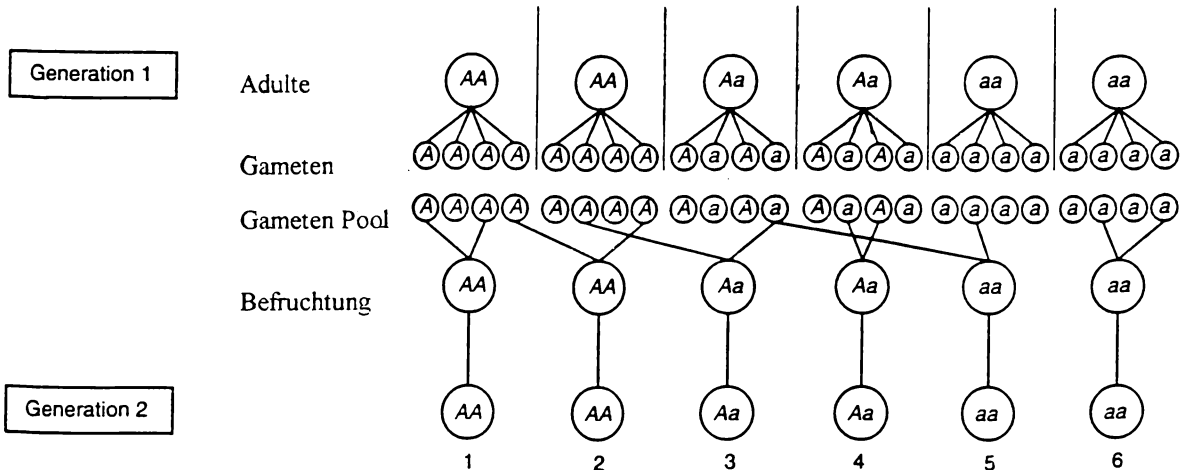 Generation 1 Adulte AA AA Aa Aa aa aa
Gameten A A A A A A A A A a A a A a A a a a a a a a a a
Gameten Pool A A A A A A A A A a A a A a A a a a a a a a a a
Befruchtung AA AA Aa Aa aa aa
Generation 2 AA AA Aa Aa aa aa
1 2 3 4 5 6